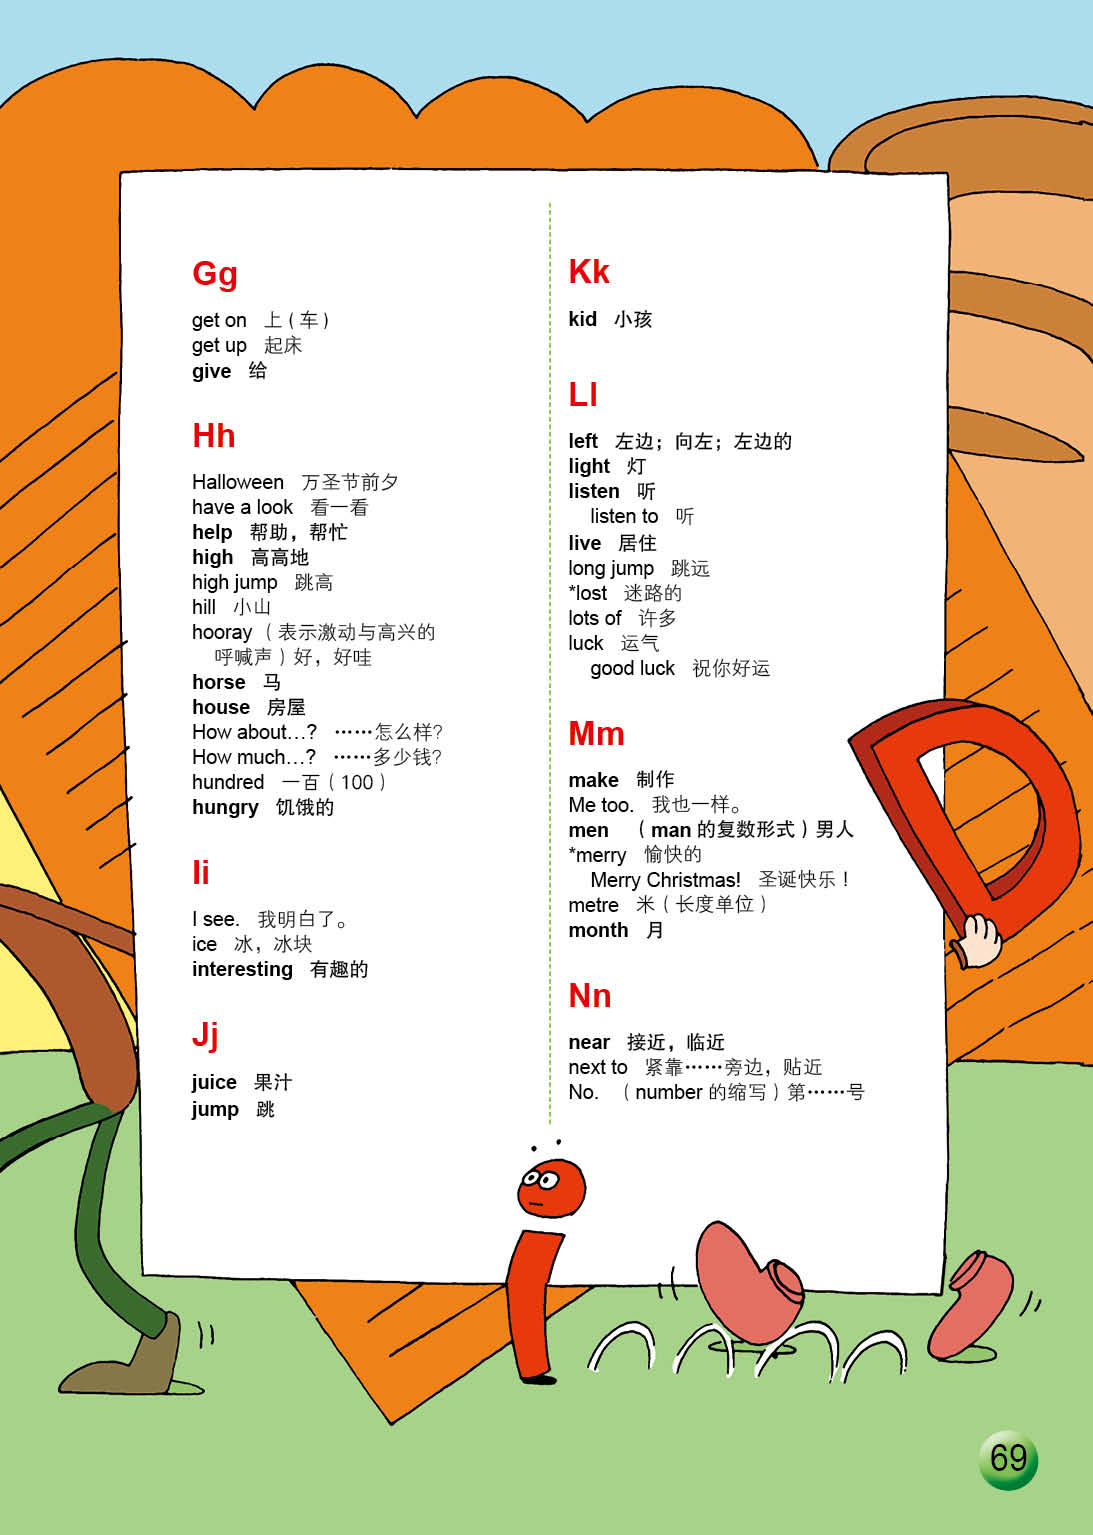 Gg
get on 上（车）
get up 起床
give 给
Hh
Halloween 万圣节前夕
have a look 看一看
help 帮助，帮忙
high 高高地
high jump 跳高
hill 小山
hooray （表示激动与高兴的
呼喊声）好，好哇
horse 马
house 房屋
How about…? ……怎么样?
How much…? ……多少钱?
hundred 一百（100）
hungry 饥饿的
Ii
I see. 我明白了。
ice 冰，冰块
interesting 有趣的
Jj
juice 果汁
jump 跳
Kk
kid 小孩
Ll
left 左边；向左；左边的
light 灯
listen 听
listen to 听
live 居住
long jump 跳远
*lost 迷路的
lots of 许多
luck 运气
good luck 祝你好运
Mm
make 制作
Me too. 我也一样。
men （man 的复数形式）男人
*merry 愉快的
Merry Christmas! 圣诞快乐！
metre 米（长度单位）
month 月
Nn
near 接近，临近
next to 紧靠……旁边，贴近
No. （number 的缩写）第……号
D
69